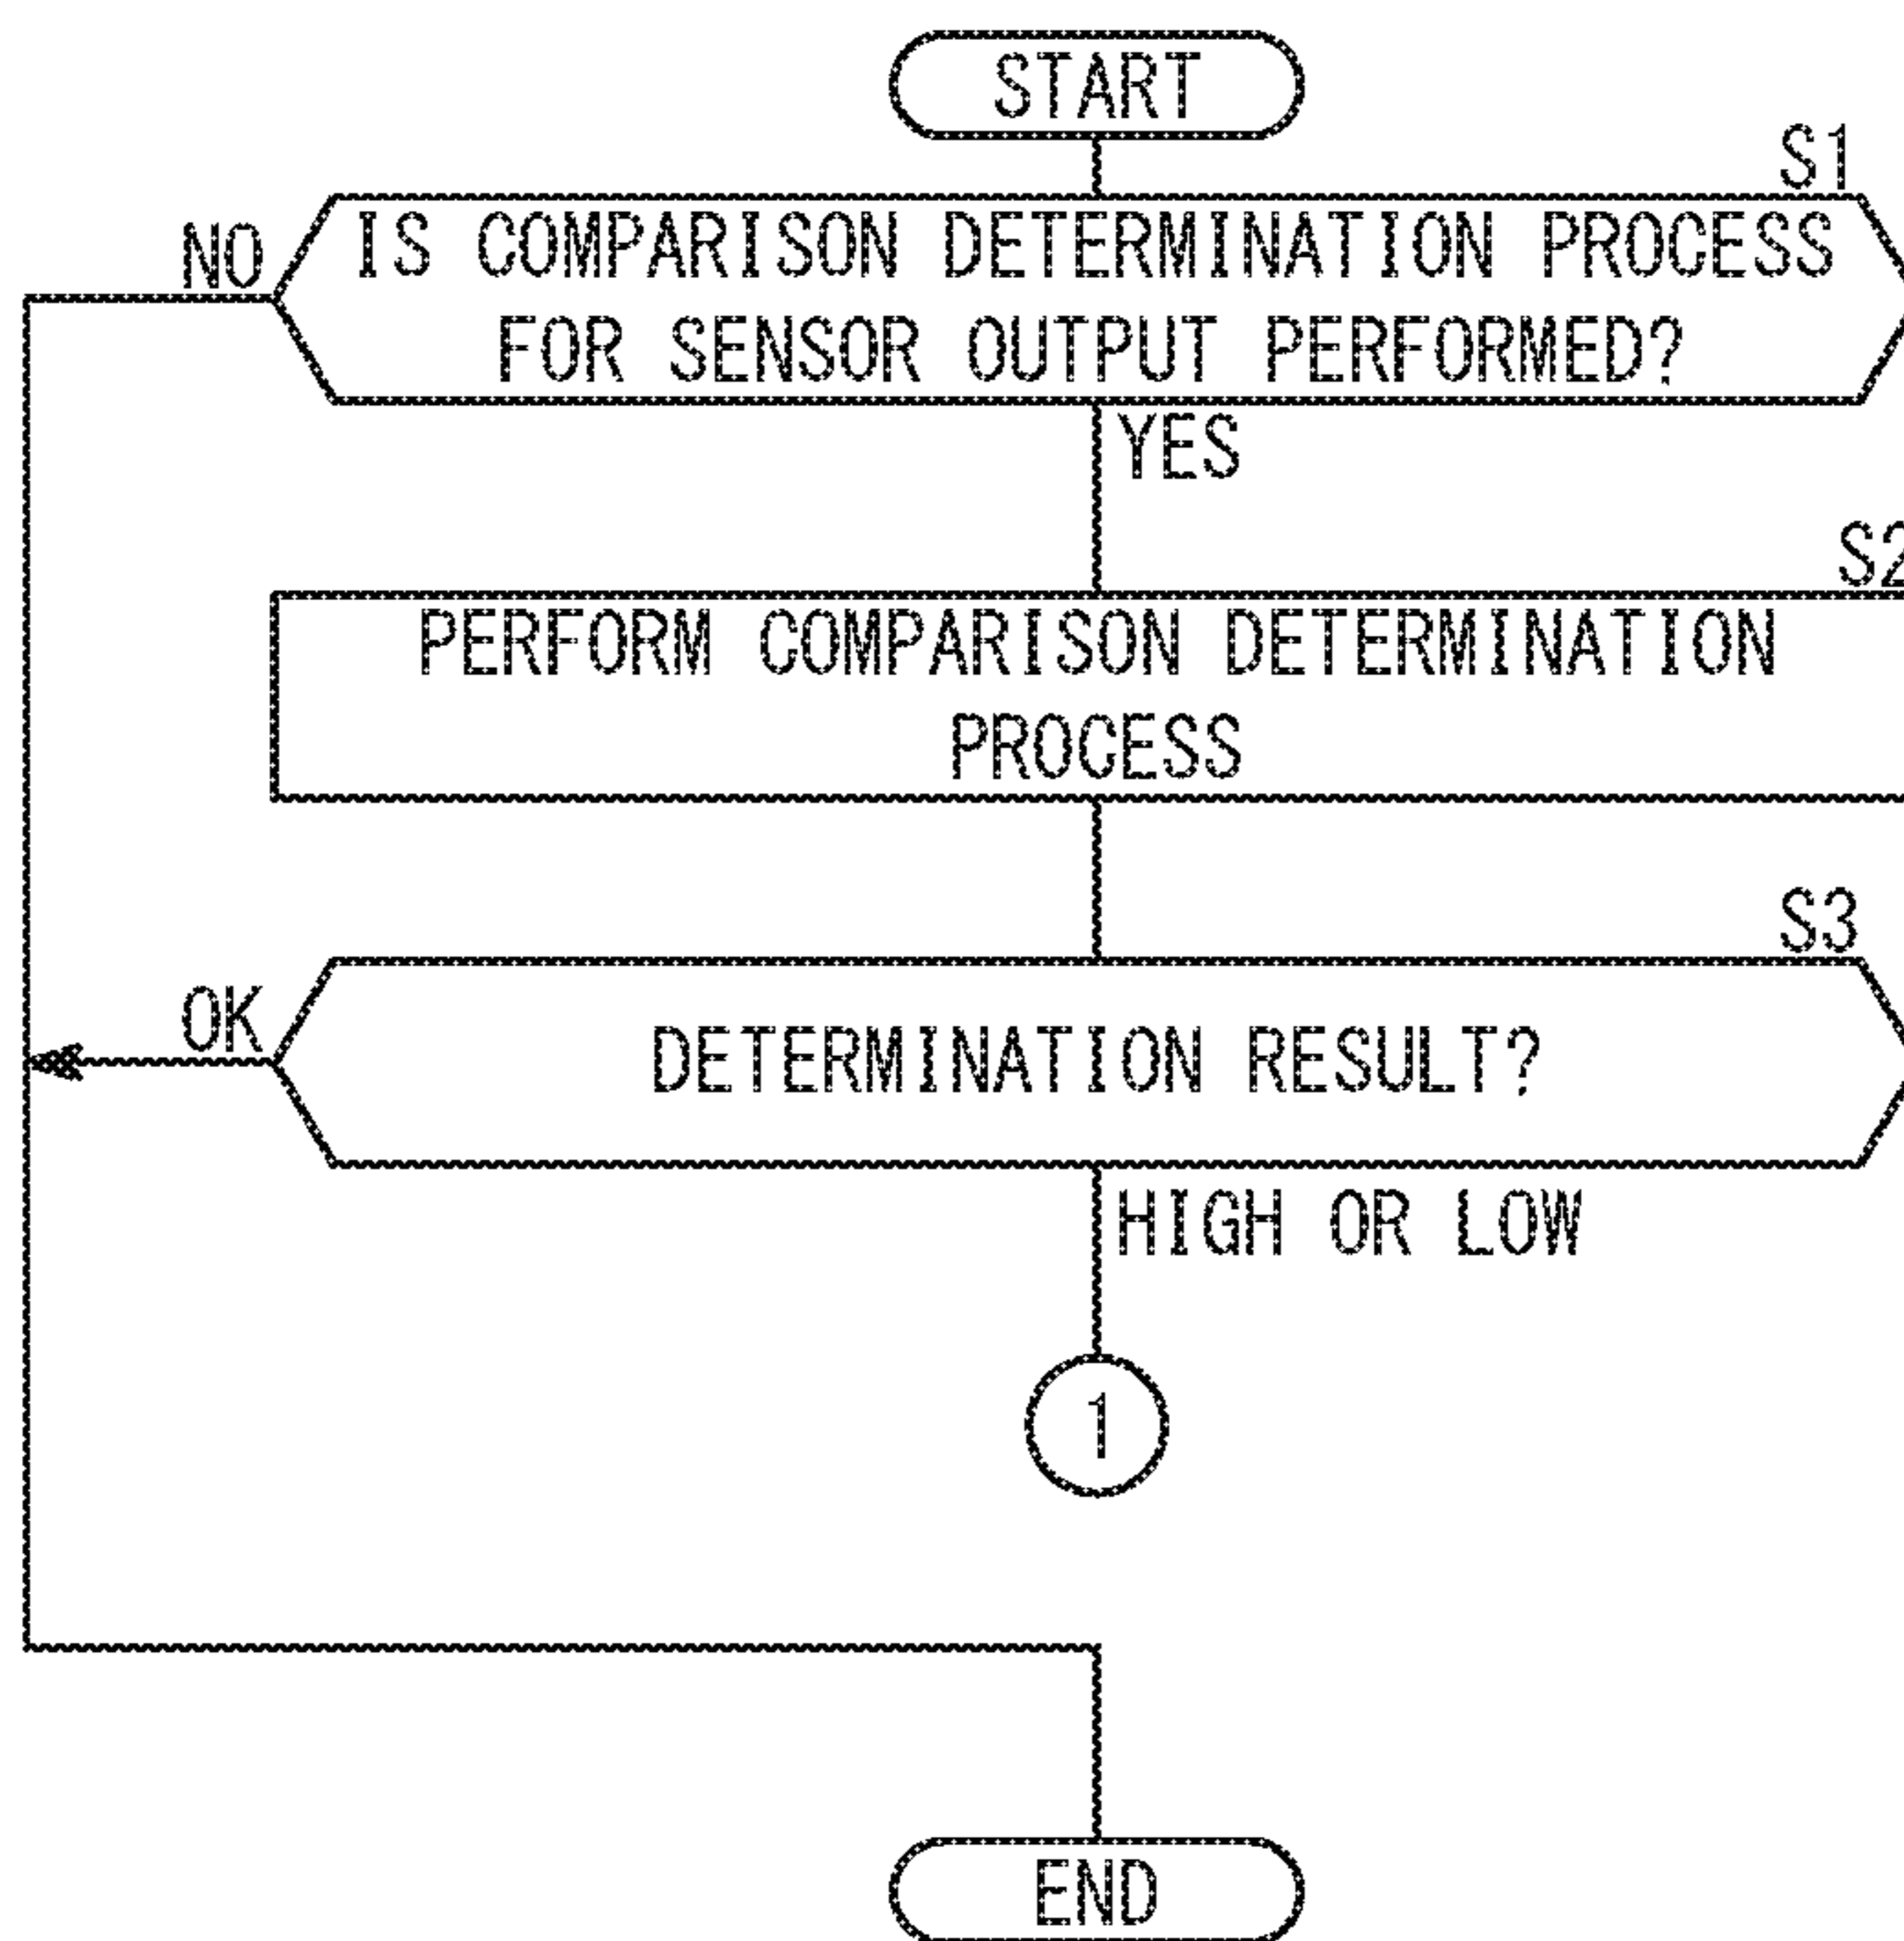 START
S1
NO
IS COMPARISON DETERMINATION PROCESS
FOR SENSOR OUTPUT PERFORMED?
YES
S2
PERFORM COMPARISON DETERMINATION
PROCESS
S3
OK
DETERMINATION RESULT?
HIGH OR LOW
1
END